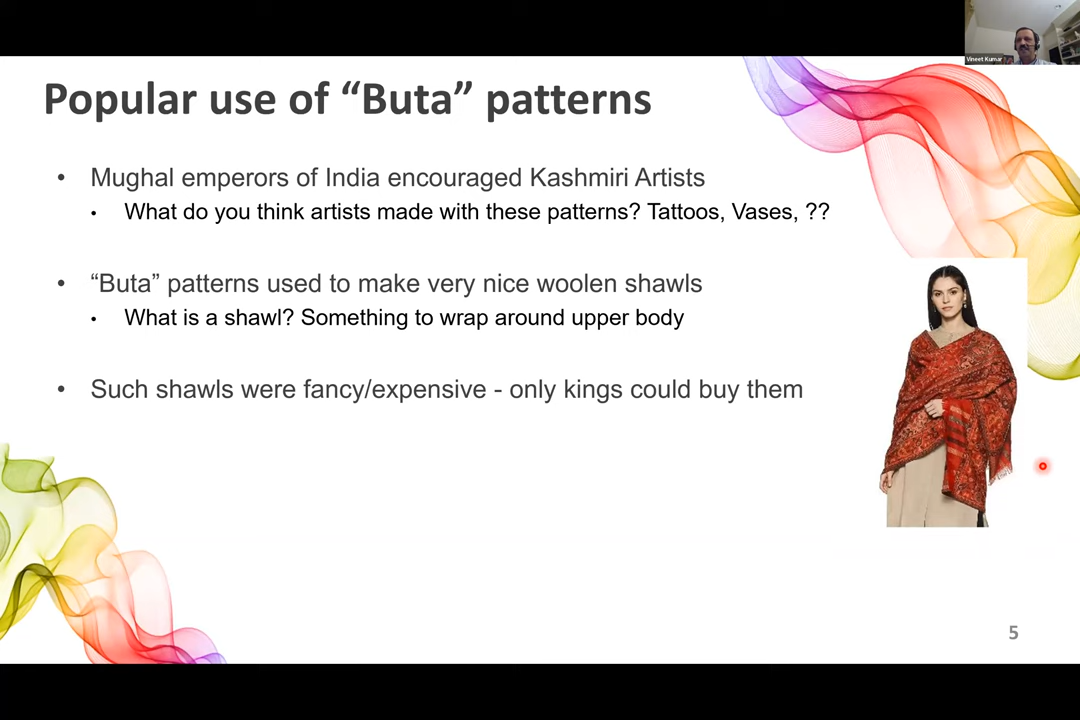 Vineet Kumar
Popular use of “Buta” patterns
• Mughal emperors of India encouraged Kashmiri Artists
• What do you think artists made with these patterns? Tattoos, Vases, ??
• “Buta” patterns used to make very nice woolen shawls
• What is a shawl? Something to wrap around upper body
• Such shawls were fancy/expensive - only kings could buy them
5